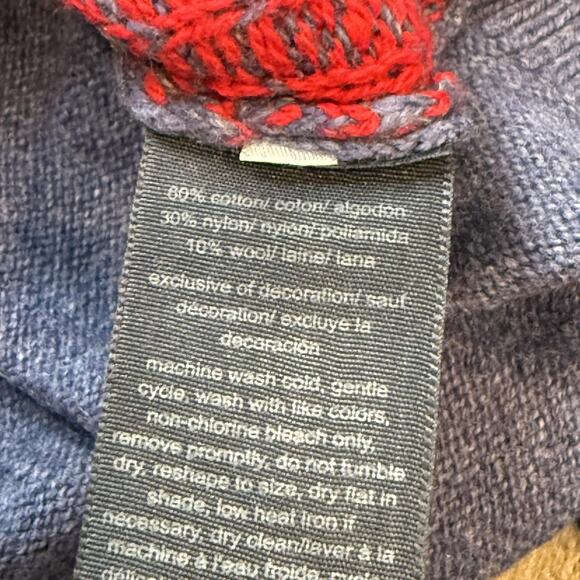 60% cotton/ coton/ algodón
30% nylon/ nylon/ poliamida
10% wool/ laine/ lana
exclusive of decoration/ sauf
décoration/ excluye la
decoración
machine wash cold, gentle
cycle, wash with like colors,
non-chlorine bleach only,
remove promptly, do not tumble
dry, reshape to size, dry flat in
shade, low heat iron if
necessary, dry clean/laver à la
machine à l'eau froide,